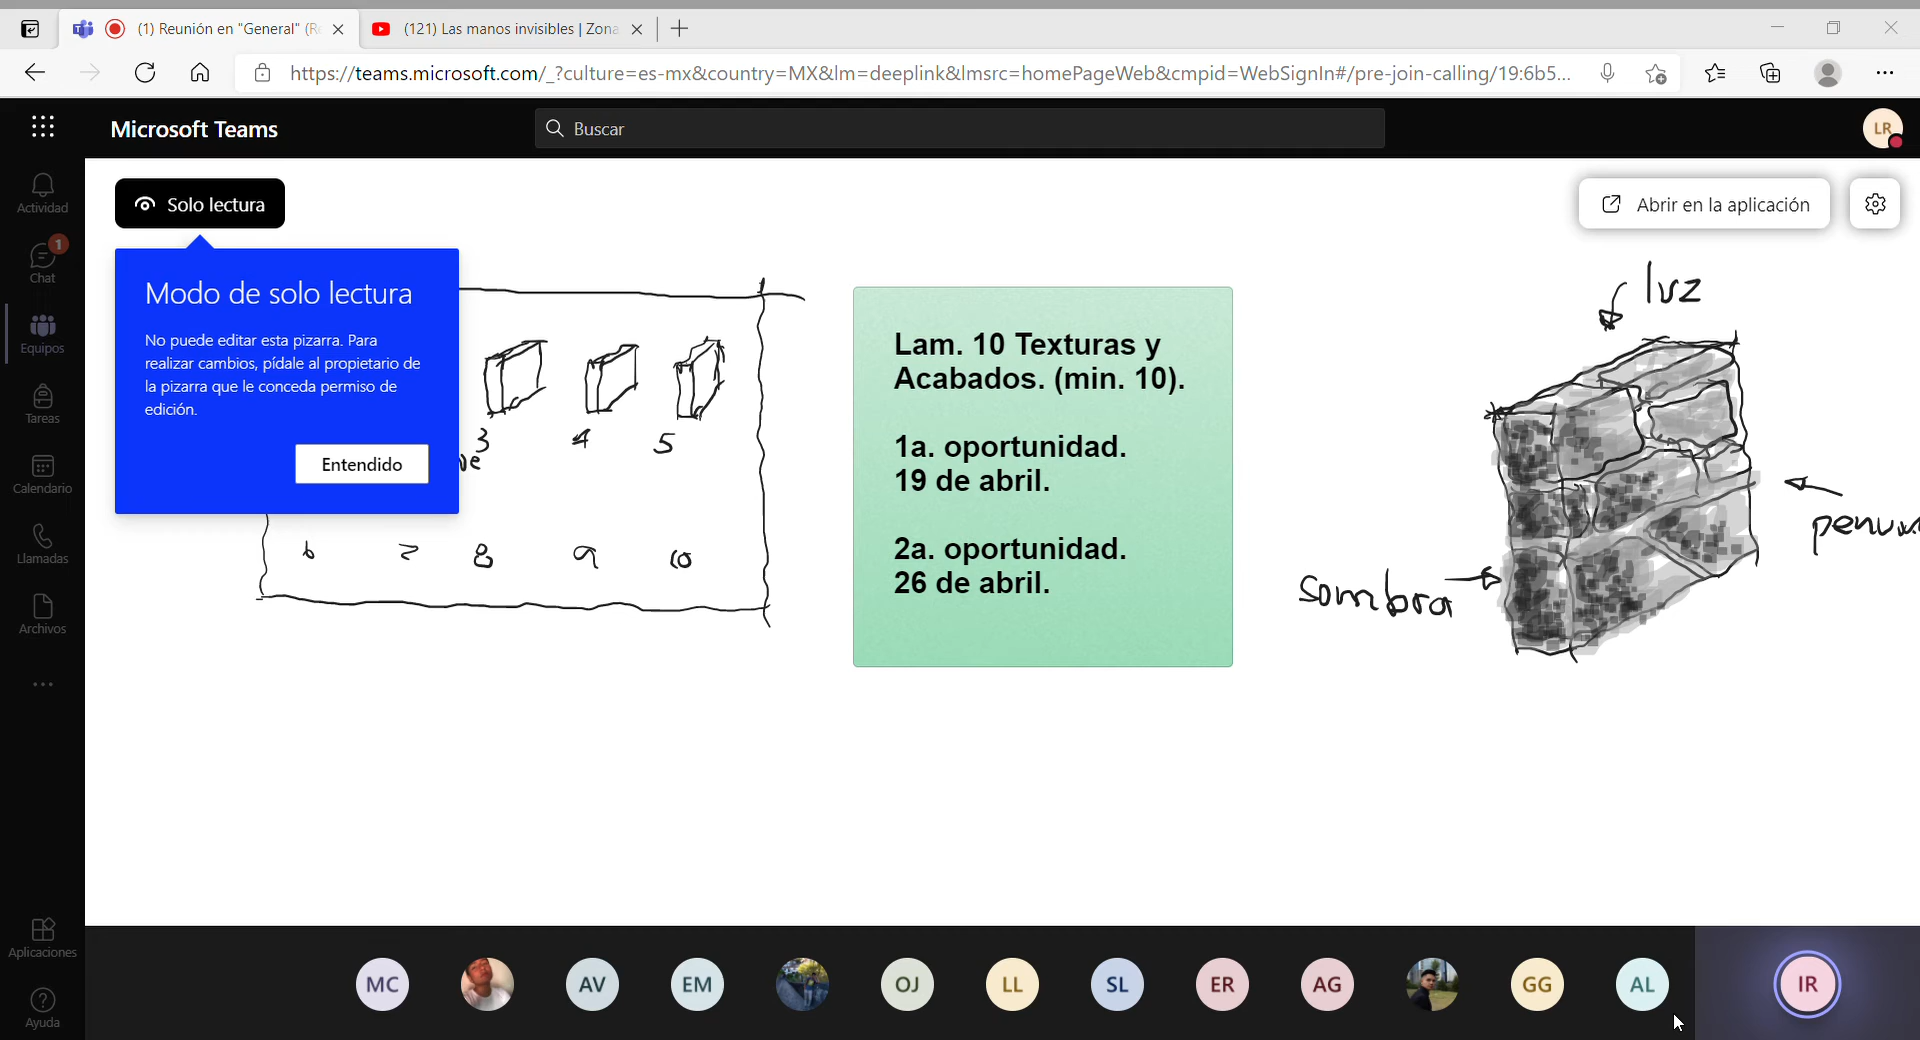 (1) Reunión en "General" (Re
(121) Las manos invisibles | Zona
https://teams.microsoft.com/_?culture=es-mx&country=MX&lm=deeplink&lmsrc=homePageWeb&cmpid=WebSignIn#/pre-join-calling/19:6b5...
Microsoft Teams
Buscar
LR
Actividad
1
Chat
Equipos
Tareas
Calendario
Llamadas
Archivos
Aplicaciones
Ayuda
Solo lectura
Abrir en la aplicación
Modo de solo lectura
No puede editar esta pizarra. Para
realizar cambios, pídale al propietario de
la pizarra que le conceda permiso de
edición.
Entendido
3 4 5
6 7 8 9 10
Lam. 10 Texturas y
Acabados. (min. 10).
1a. oportunidad.
19 de abril.
2a. oportunidad.
26 de abril.
luz
penum
sombra
MC AV EM OJ LL SL ER AG GG AL IR